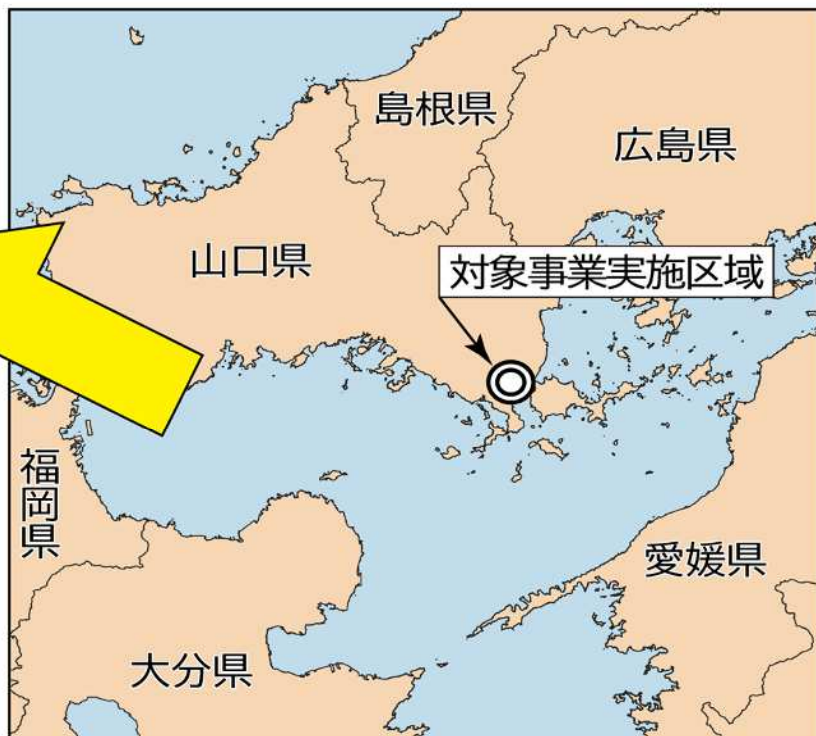 島根県
広島県
山口県
対象事業実施区域
福岡県
愛媛県
大分県